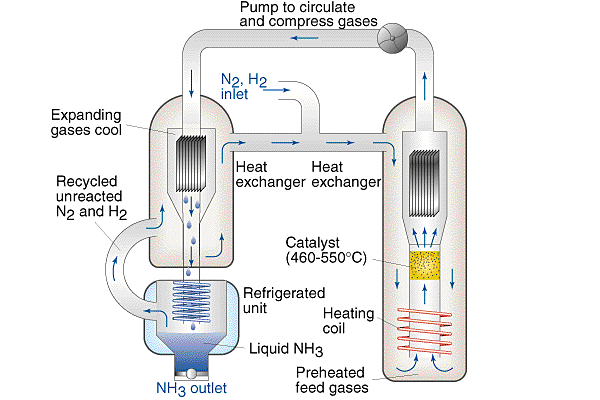 Pump to circulate
and compress gases
N2, H2
inlet
Expanding
gases cool
Heat
exchanger
Heat
exchanger
Recycled
unreacted
N2 and H2
Catalyst
(460-550°C)
Refrigerated
unit
Heating
coil
Liquid NH3
Preheated
feed gases
NH3 outlet